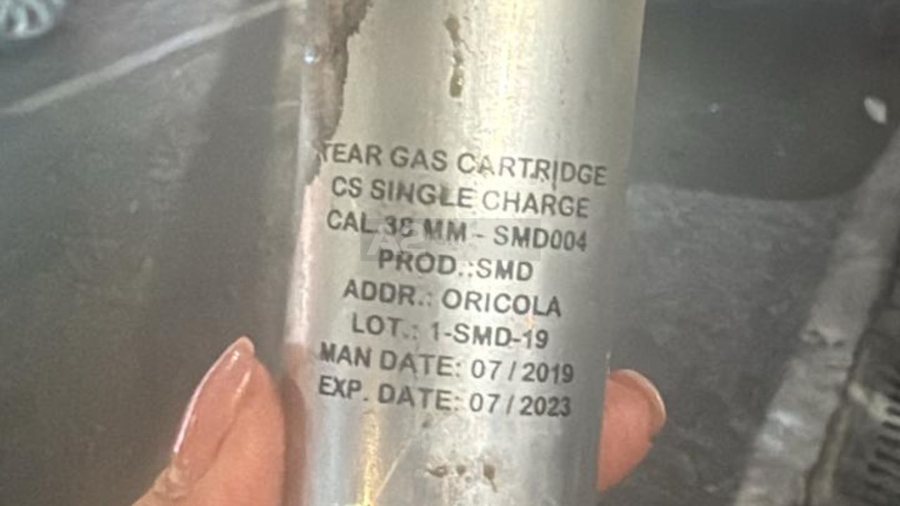 TEAR GAS CARTRIDGE
CS SINGLE CHARGE
CAL.38 MM - SMD004
PROD.:SMD
ADDR.: ORICOLA
LOT.: 1-SMD-19
MAN DATE: 07/2019
EXP. DATE: 07/2023